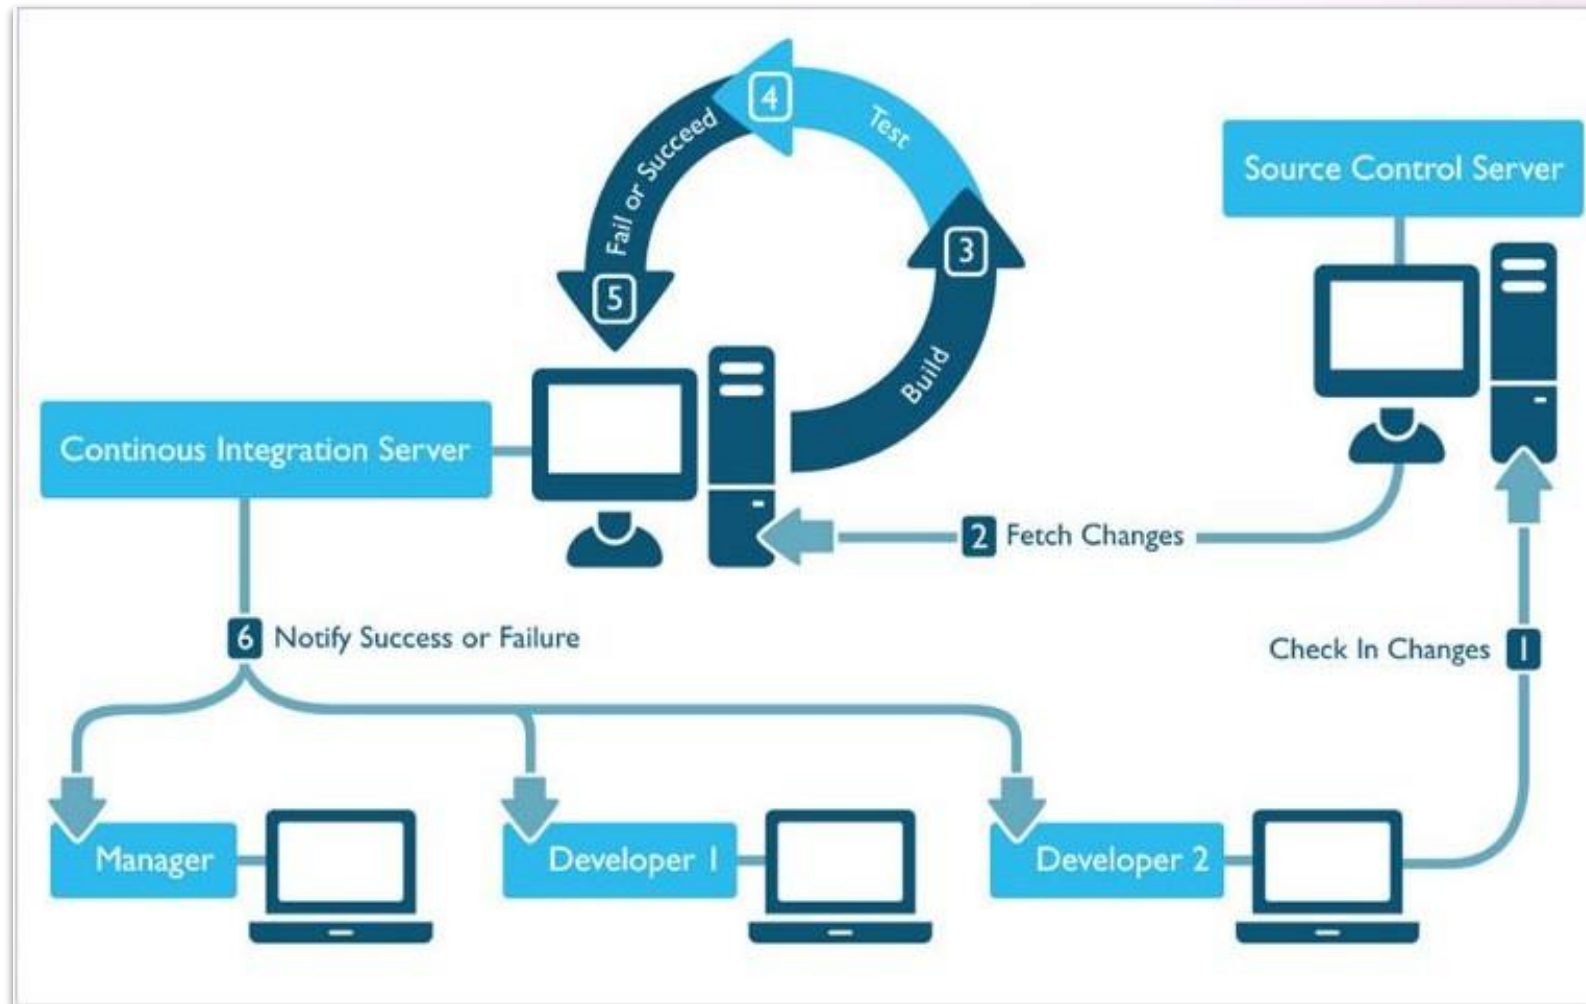 4
Test
Fail or Succeed
Source Control Server
3
5
Build
Continous Integration Server
2 Fetch Changes
6 Notify Success or Failure
Check In Changes 1
Manager
Developer 1
Developer 2